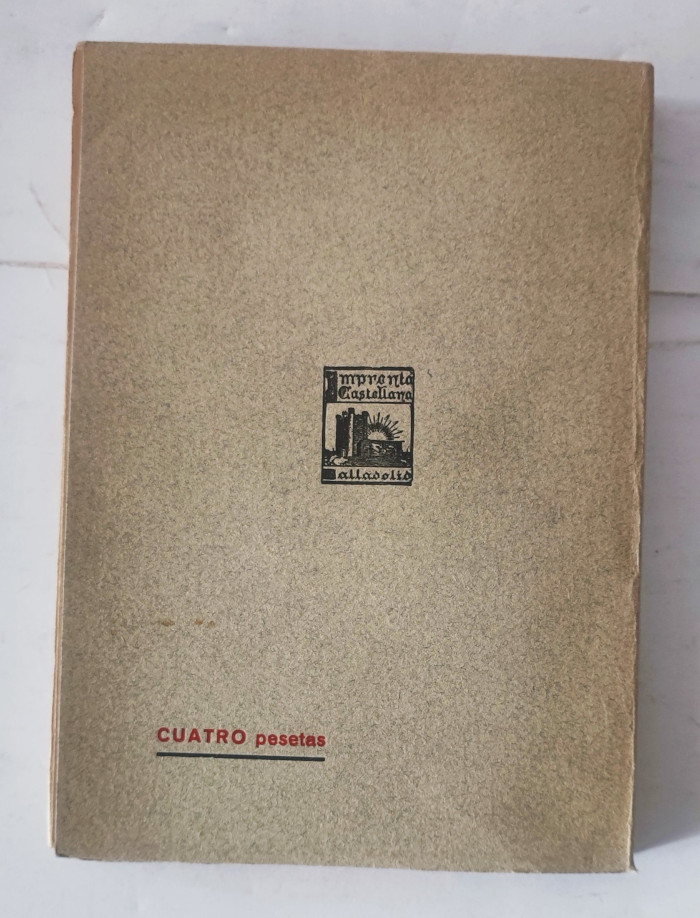 Imprenta
Castellana
Valladolid
CUATRO pesetas